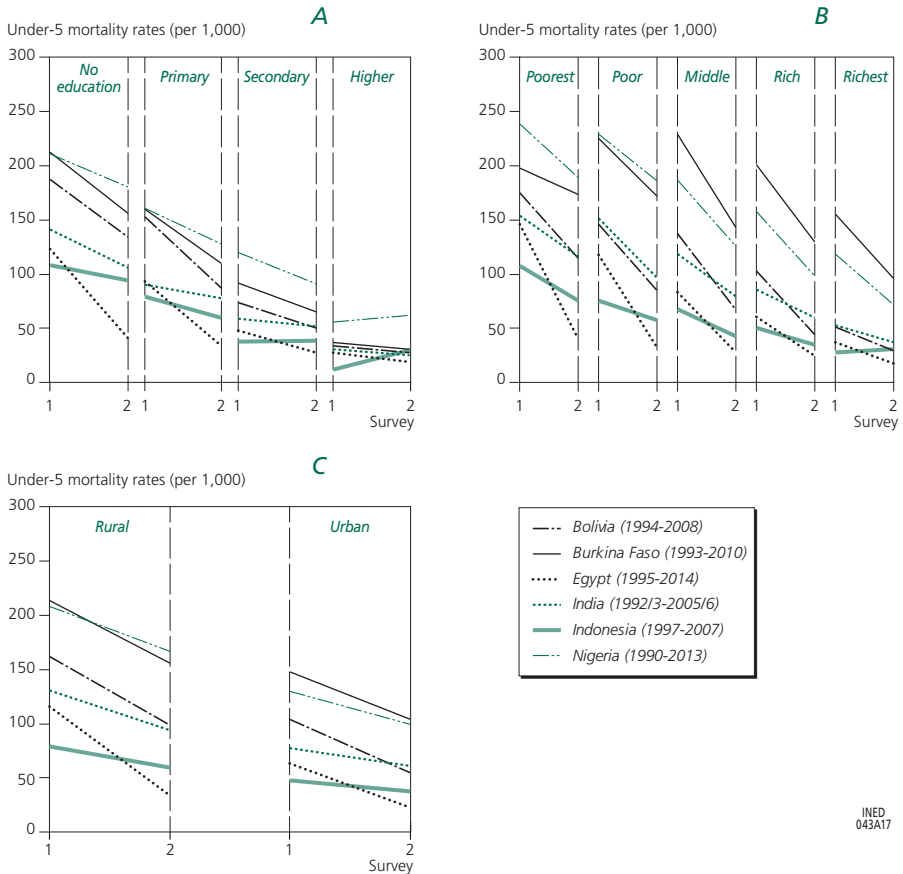 A
Under-5 mortality rates (per 1,000)
300
250
200
150
100
50
0
No
education
Primary
Secondary
Higher
1
2
1
2
1
2
1
2
Survey
B
Under-5 mortality rates (per 1,000)
300
250
200
150
100
50
0
Poorest
Poor
Middle
Rich
Richest
1
2
1
2
1
2
1
2
1
2
Survey
C
Under-5 mortality rates (per 1,000)
300
250
200
150
100
50
0
Rural
Urban
1
2
1
2
Survey
Bolivia (1994-2008)
Burkina Faso (1993-2010)
Egypt (1995-2014)
India (1992/3-2005/6)
Indonesia (1997-2007)
Nigeria (1990-2013)
INED
043A17